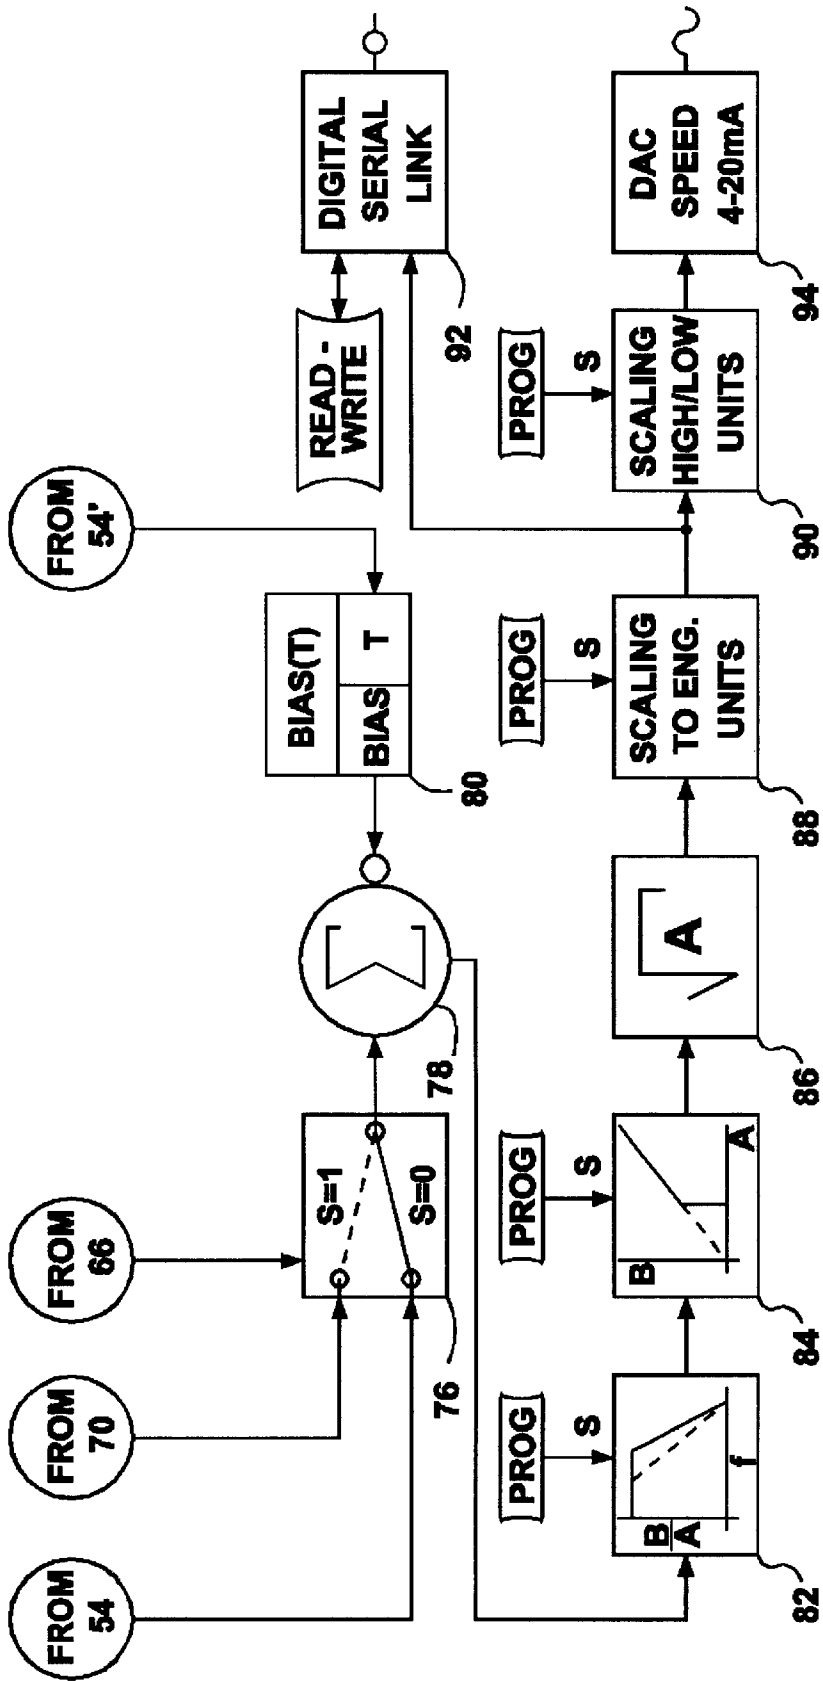 FROM
54
FROM
70
FROM
66
FROM
54'
S=1
S=0
76
Σ
78
BIAS(T)
BIAS
T
80
READ -
WRITE
DIGITAL
SERIAL
LINK
92
PROG
S
B
A
f
82
PROG
S
B
A
84
√A
86
PROG
S
SCALING
TO ENG.
UNITS
88
PROG
S
SCALING
HIGH/LOW
UNITS
90
DAC
SPEED
4-20mA
94